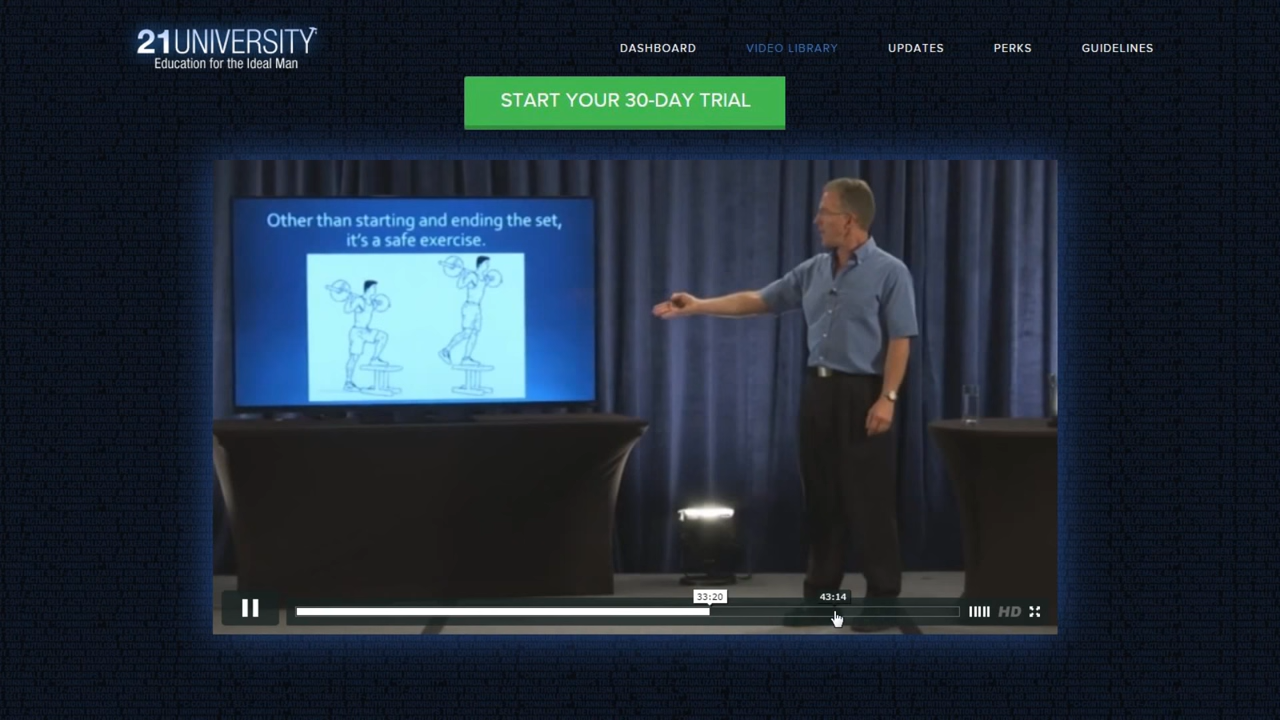 21UNIVERSITY
Education for the Ideal Man
DASHBOARD
VIDEO LIBRARY
UPDATES
PERKS
GUIDELINES
START YOUR 30-DAY TRIAL
Other than starting and ending the set,
it's a safe exercise.
33:20
43:14
HD